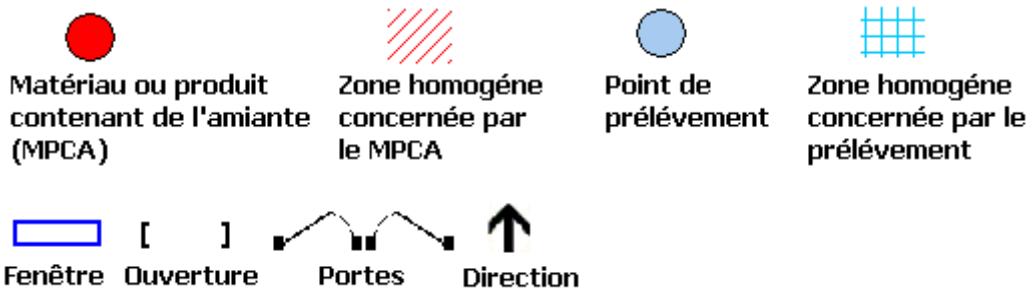 Matériau ou produit
contenant de l'amiante
(MPCA)
Zone homogéne
concernée par
le MPCA
Point de
prélévement
Zone homogéne
concernée par le
prélévement
[ ]
Fenêtre
Ouverture
Portes
Direction